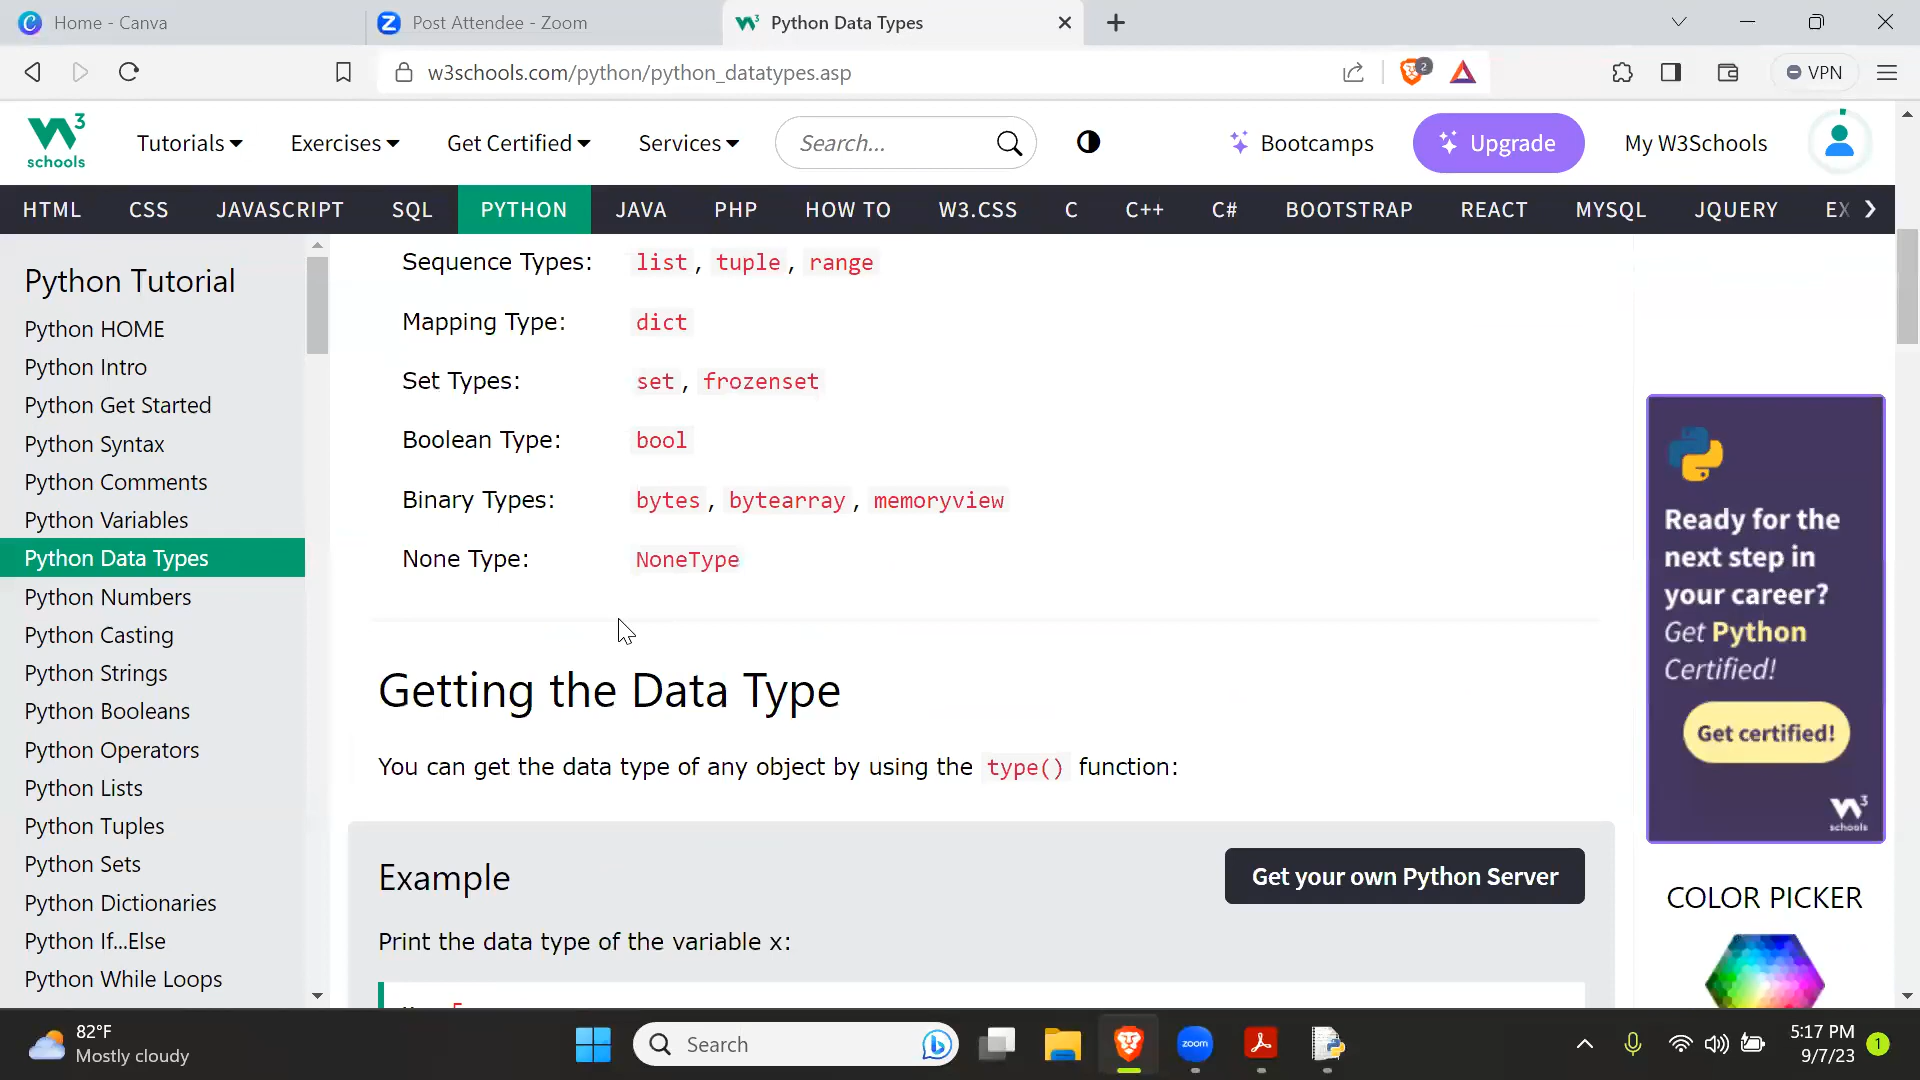 Home - Canva
Post Attendee - Zoom
Python Data Types
w3schools.com/python/python_datatypes.asp
2
VPN
W3 schools
Tutorials
Exercises
Get Certified
Services
Search...
Bootcamps
Upgrade
My W3Schools
HTML CSS JAVASCRIPT SQL PYTHON JAVA PHP HOW TO W3.CSS C C++ C# BOOTSTRAP REACT MYSQL JQUERY EX
Python Tutorial
Python HOME
Python Intro
Python Get Started
Python Syntax
Python Comments
Python Variables
Python Data Types
Python Numbers
Python Casting
Python Strings
Python Booleans
Python Operators
Python Lists
Python Tuples
Python Sets
Python Dictionaries
Python If...Else
Python While Loops
Sequence Types: list, tuple, range
Mapping Type: dict
Set Types: set, frozenset
Boolean Type: bool
Binary Types: bytes, bytearray, memoryview
None Type: NoneType
Getting the Data Type
You can get the data type of any object by using the type() function:
Example
Get your own Python Server
Print the data type of the variable x:
Ready for the
next step in
your career?
Get Python
Certified!
Get certified!
W3 schools
COLOR PICKER
82°F
Mostly cloudy
Search
zoom
5:17 PM
9/7/23
1